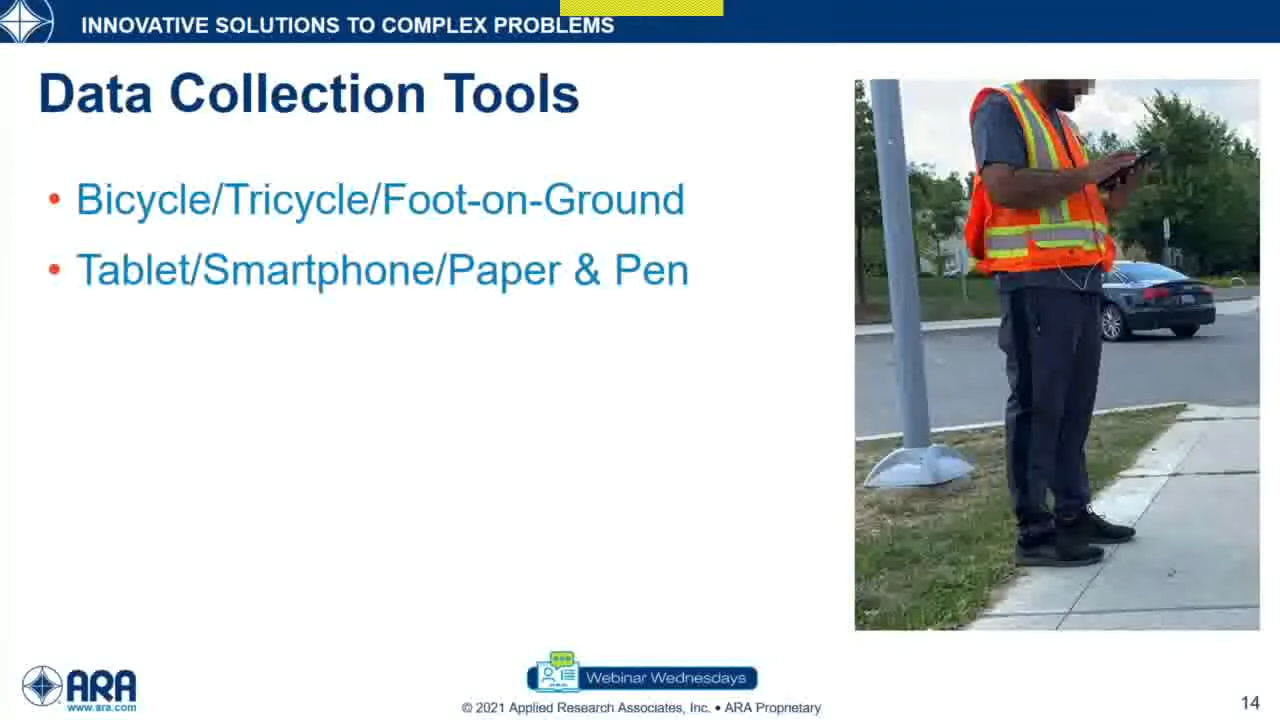 INNOVATIVE SOLUTIONS TO COMPLEX PROBLEMS
Data Collection Tools
• Bicycle/Tricycle/Foot-on-Ground
• Tablet/Smartphone/Paper & Pen
ARA
www.ara.com
Webinar Wednesdays
© 2021 Applied Research Associates, Inc. • ARA Proprietary
14